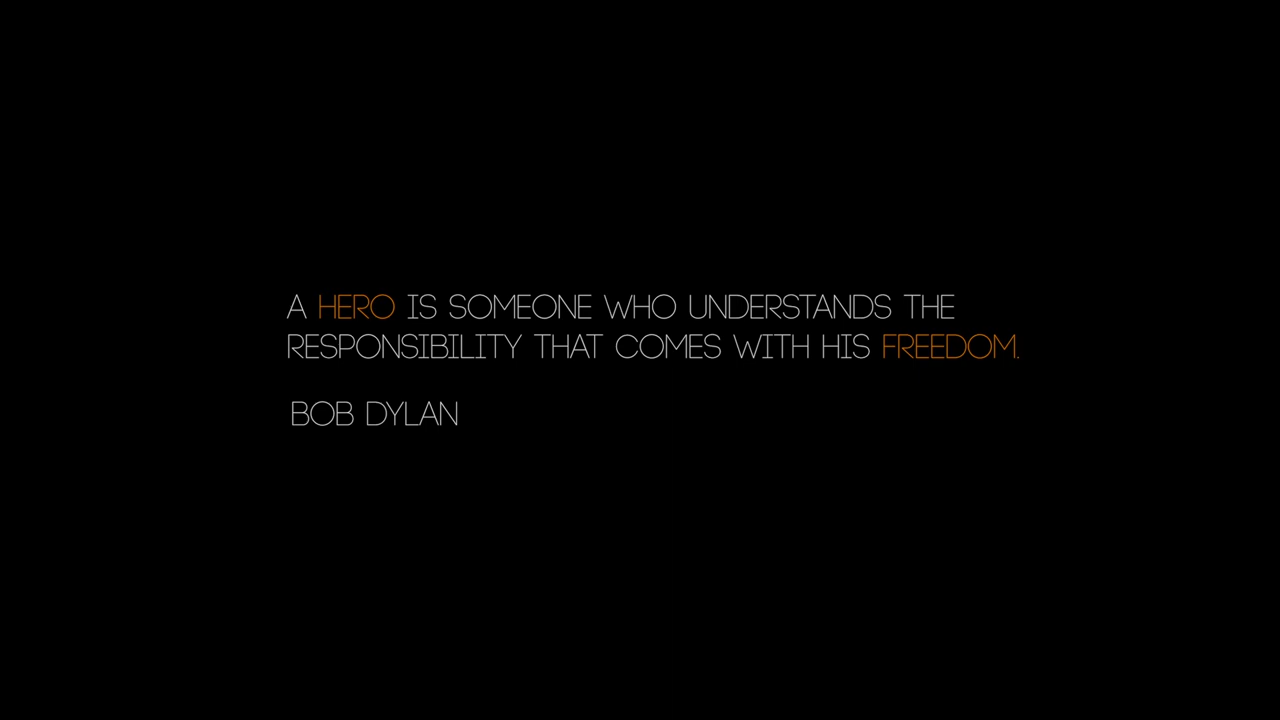 A HERO IS SOMEONE WHO UNDERSTANDS THE
RESPONSIBILITY THAT COMES WITH HIS FREEDOM.
BOB DYLAN